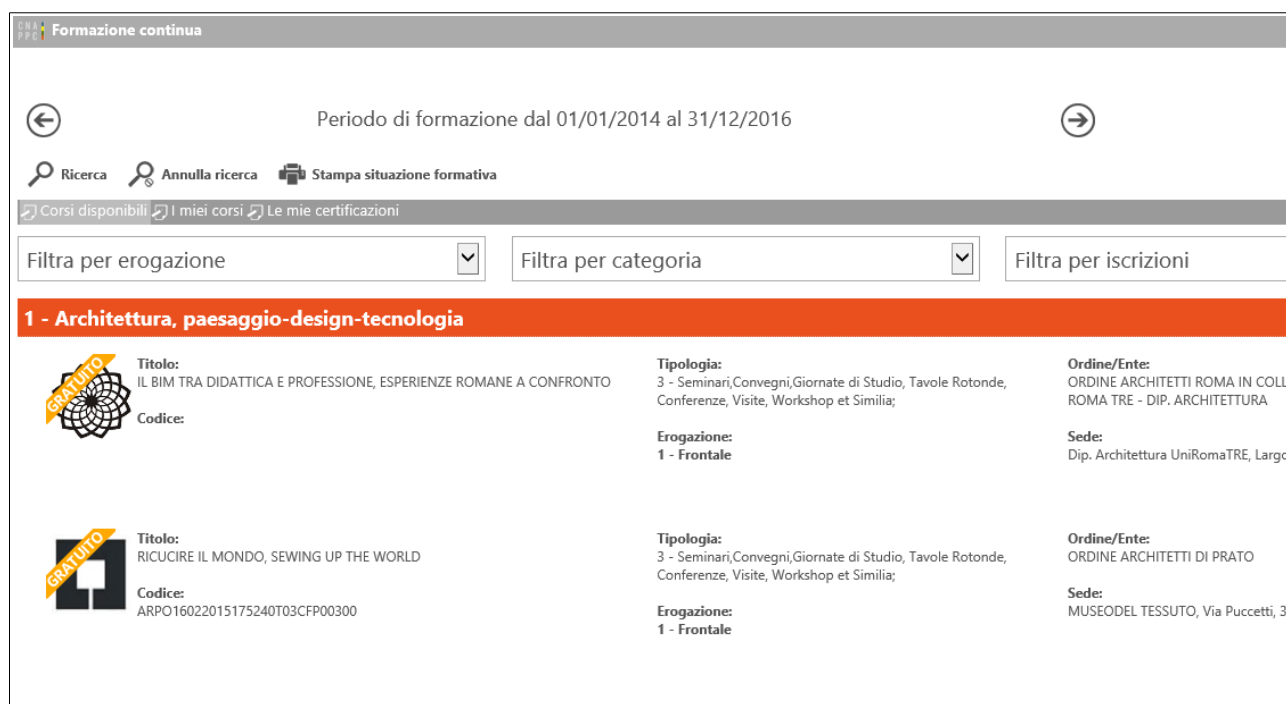 CNA PPC Formazione continua
Periodo di formazione dal 01/01/2014 al 31/12/2016
Ricerca Annulla ricerca Stampa situazione formativa
Corsi disponibili I miei corsi Le mie certificazioni
Filtra per erogazione Filtra per categoria Filtra per iscrizioni
1 - Architettura, paesaggio-design-tecnologia
GRATUITO
Titolo:
IL BIM TRA DIDATTICA E PROFESSIONE, ESPERIENZE ROMANE A CONFRONTO
Codice:
Tipologia:
3 - Seminari,Convegni,Giornate di Studio, Tavole Rotonde,
Conferenze, Visite, Workshop et Similia;
Erogazione:
1 - Frontale
Ordine/Ente:
ORDINE ARCHITETTI ROMA IN COLL
ROMA TRE - DIP. ARCHITETTURA
Sede:
Dip. Architettura UniRomaTRE, Largo
GRATUITO
Titolo:
RICUCIRE IL MONDO, SEWING UP THE WORLD
Codice:
ARPO16022015175240T03CFP00300
Tipologia:
3 - Seminari,Convegni,Giornate di Studio, Tavole Rotonde,
Conferenze, Visite, Workshop et Similia;
Erogazione:
1 - Frontale
Ordine/Ente:
ORDINE ARCHITETTI DI PRATO
Sede:
MUSEODEL TESSUTO, Via Puccetti, 3